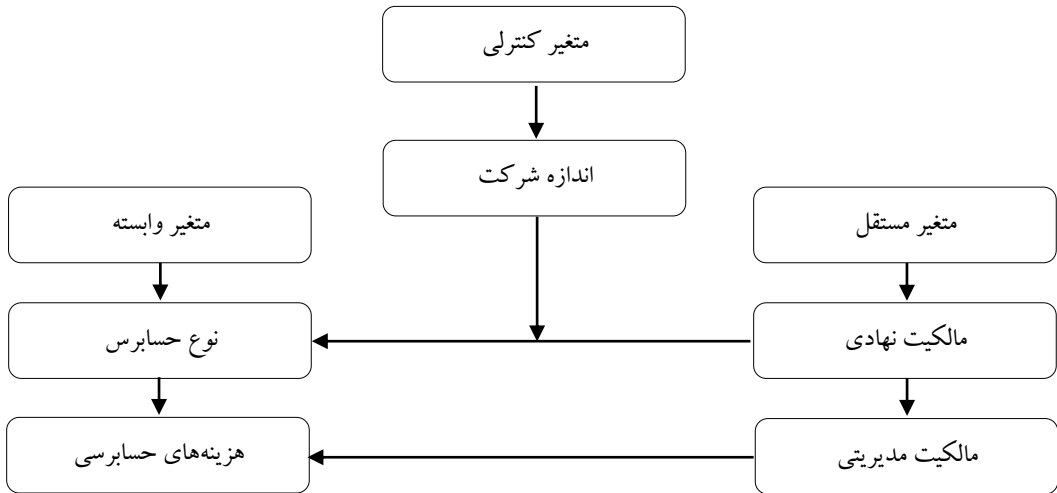 متغیر کنترلی
اندازه شرکت
متغیر مستقل
متغیر وابسته
مالکیت نهادی
نوع حسابرس
مالکیت مدیریتی
هزینه‌های حسابرسی